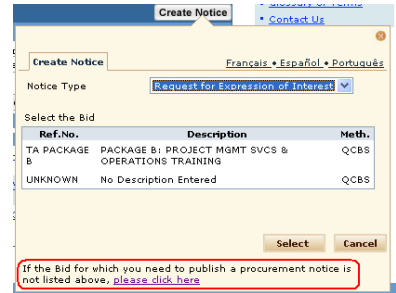 Create Notice
Glossary of Terms
• Contact Us
Create Notice
Français • Español • Português
Notice Type
Request for Expression of Interest
Select the Bid
Ref.No. Description Meth.
TA PACKAGE B PACKAGE B: PROJECT MGMT SVCS & OPERATIONS TRAINING QCBS
UNKNOWN No Description Entered QCBS
Select Cancel
If the Bid for which you need to publish a procurement notice is
not listed above, please click here